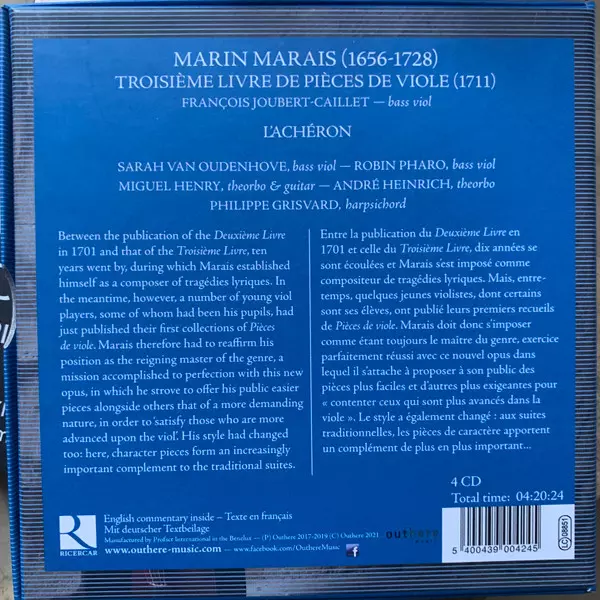 MARIN MARAIS (1656-1728)
TROISIÈME LIVRE DE PIÈCES DE VIOLE (1711)
FRANÇOIS JOUBERT-CAILLET — bass viol
L'ACHÉRON
SARAH VAN OUDENHOVE, bass viol — ROBIN PHARO, bass viol
MIGUEL HENRY, theorbo & guitar — ANDRÉ HEINRICH, theorbo
PHILIPPE GRISVARD, harpsichord
Between the publication of the Deuxième Livre
in 1701 and that of the Troisième Livre, ten
years went by, during which Marais established
himself as a composer of tragédies lyriques. In
the meantime, however, a number of young viol
players, some of whom had been his pupils, had
just published their first collections of Pièces
de viole. Marais therefore had to reaffirm his
position as the reigning master of the genre, a
mission accomplished to perfection with this new
opus, in which he strove to offer his public easier
pieces alongside others that of a more demanding
nature, in order to 'satisfy those who are more
advanced upon the viol'. His style had changed
too: here, character pieces form an increasingly
important complement to the traditional suites.
Entre la publication du Deuxième Livre en
1701 et celle du Troisième Livre, dix années se
sont écoulées et Marais s'est imposé comme
compositeur de tragédies lyriques. Mais, entre-
temps, quelques jeunes violistes, dont certains
sont ses élèves, ont publié leurs premiers recueils
de Pièces de viole. Marais doit donc s'imposer
comme étant toujours le maître du genre, exercice
parfaitement réussi avec ce nouvel opus dans
lequel il s'attache à proposer à son public des
pièces plus faciles et d'autres plus exigeantes pour
« contenter ceux qui sont plus avancés dans la
viole ». Le style a également changé : aux suites
traditionnelles, les pièces de caractère apportent
un complément de plus en plus important...
4 CD
Total time: 04:20:24
RICERCAR
English commentary inside – Texte en français
Mit deutscher Textbeilage
Manufactured by Profact International in the Benelux — (P) Outhere 2017-2019 (C) Outhere 2021
www.outhere-music.com — www.facebook.com/OuthereMusic
f
outhere
MUSIC
5 400439 004245
LC 08851